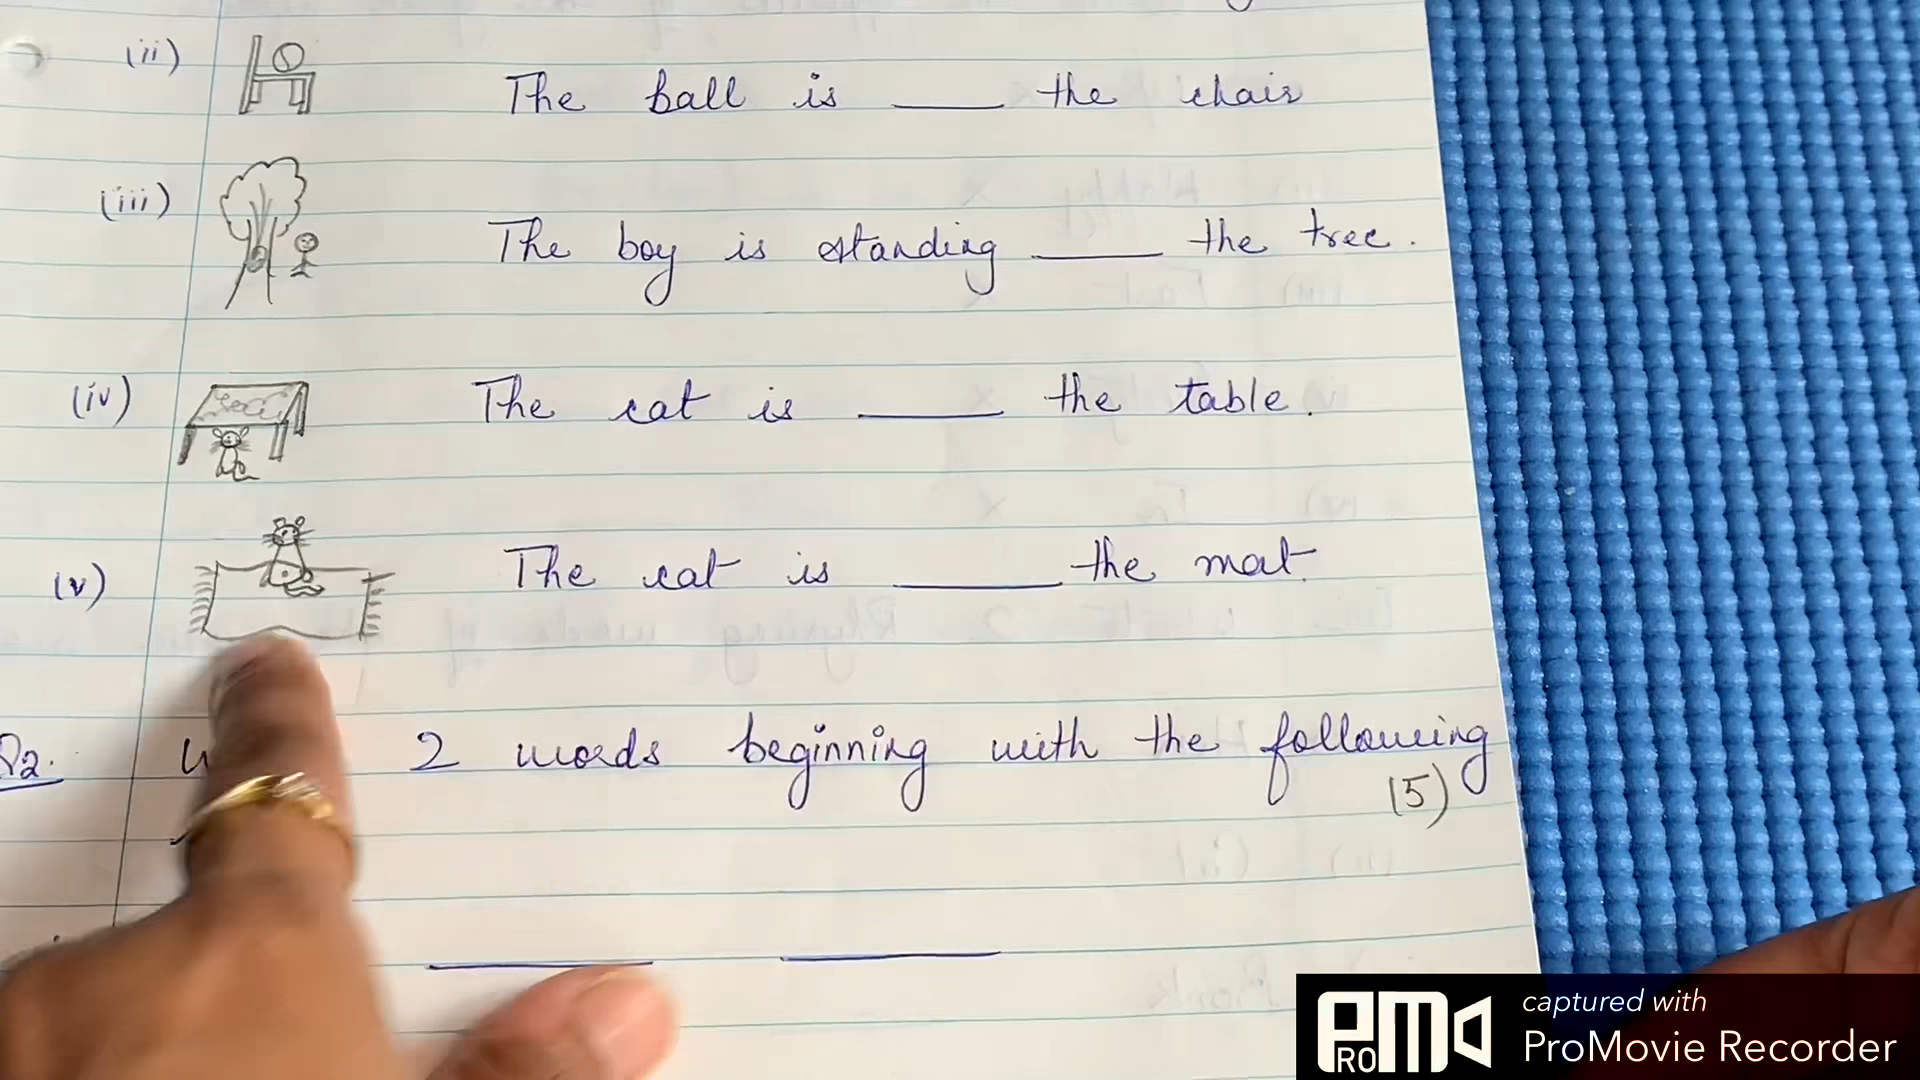 (ii) The ball is ____ the chair
(iii) The boy is standing ____ the tree.
(iv) The cat is ____ the table.
(v) The cat is ____ the mat.
Q2. 2 words beginning with the following
(5)
PRO M
captured with
ProMovie Recorder